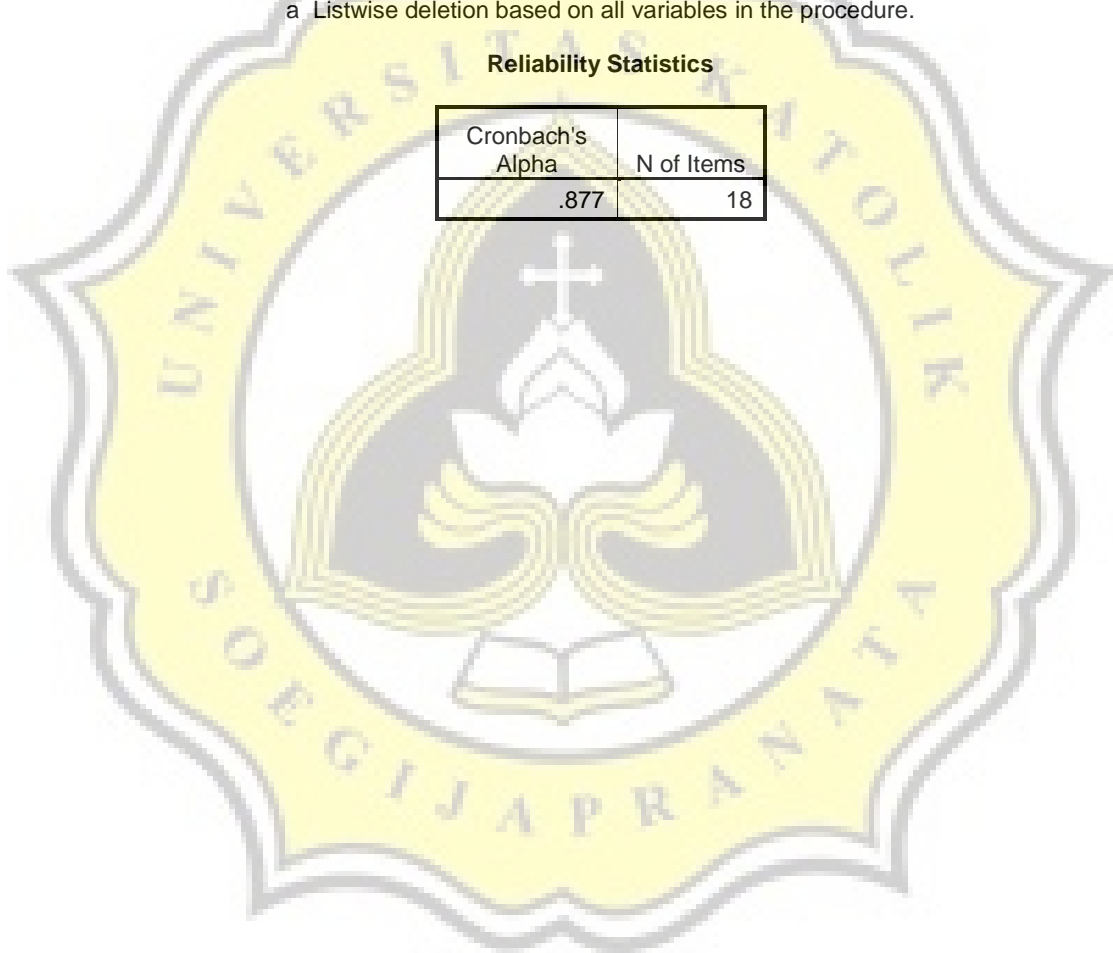 a Listwise deletion based on all variables in the procedure.
Reliability Statistics
Cronbach's Alpha
N of Items
.877
18
UNIVERSITAS KATOLIK
SOEGIJAPRANATA